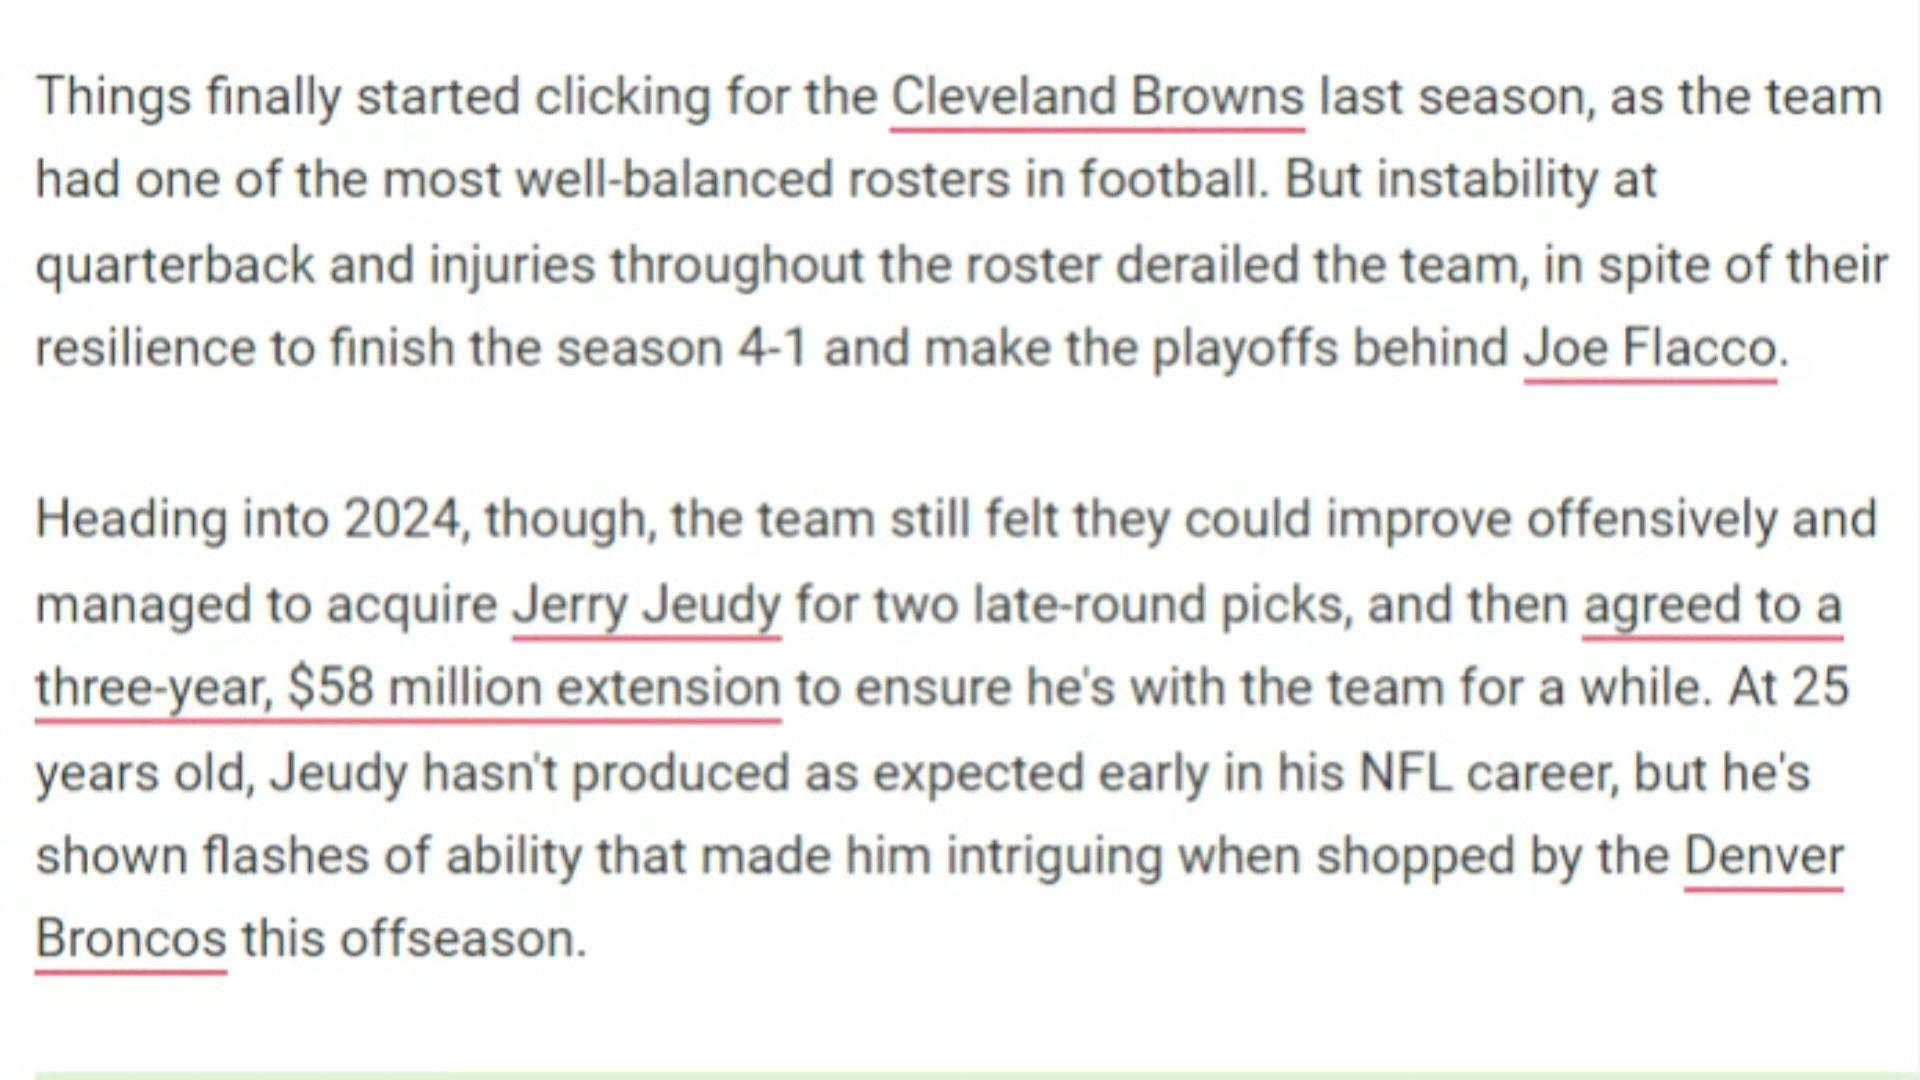 Things finally started clicking for the Cleveland Browns last season, as the team
had one of the most well-balanced rosters in football. But instability at
quarterback and injuries throughout the roster derailed the team, in spite of their
resilience to finish the season 4-1 and make the playoffs behind Joe Flacco.
Heading into 2024, though, the team still felt they could improve offensively and
managed to acquire Jerry Jeudy for two late-round picks, and then agreed to a
three-year, $58 million extension to ensure he's with the team for a while. At 25
years old, Jeudy hasn't produced as expected early in his NFL career, but he's
shown flashes of ability that made him intriguing when shopped by the Denver
Broncos this offseason.